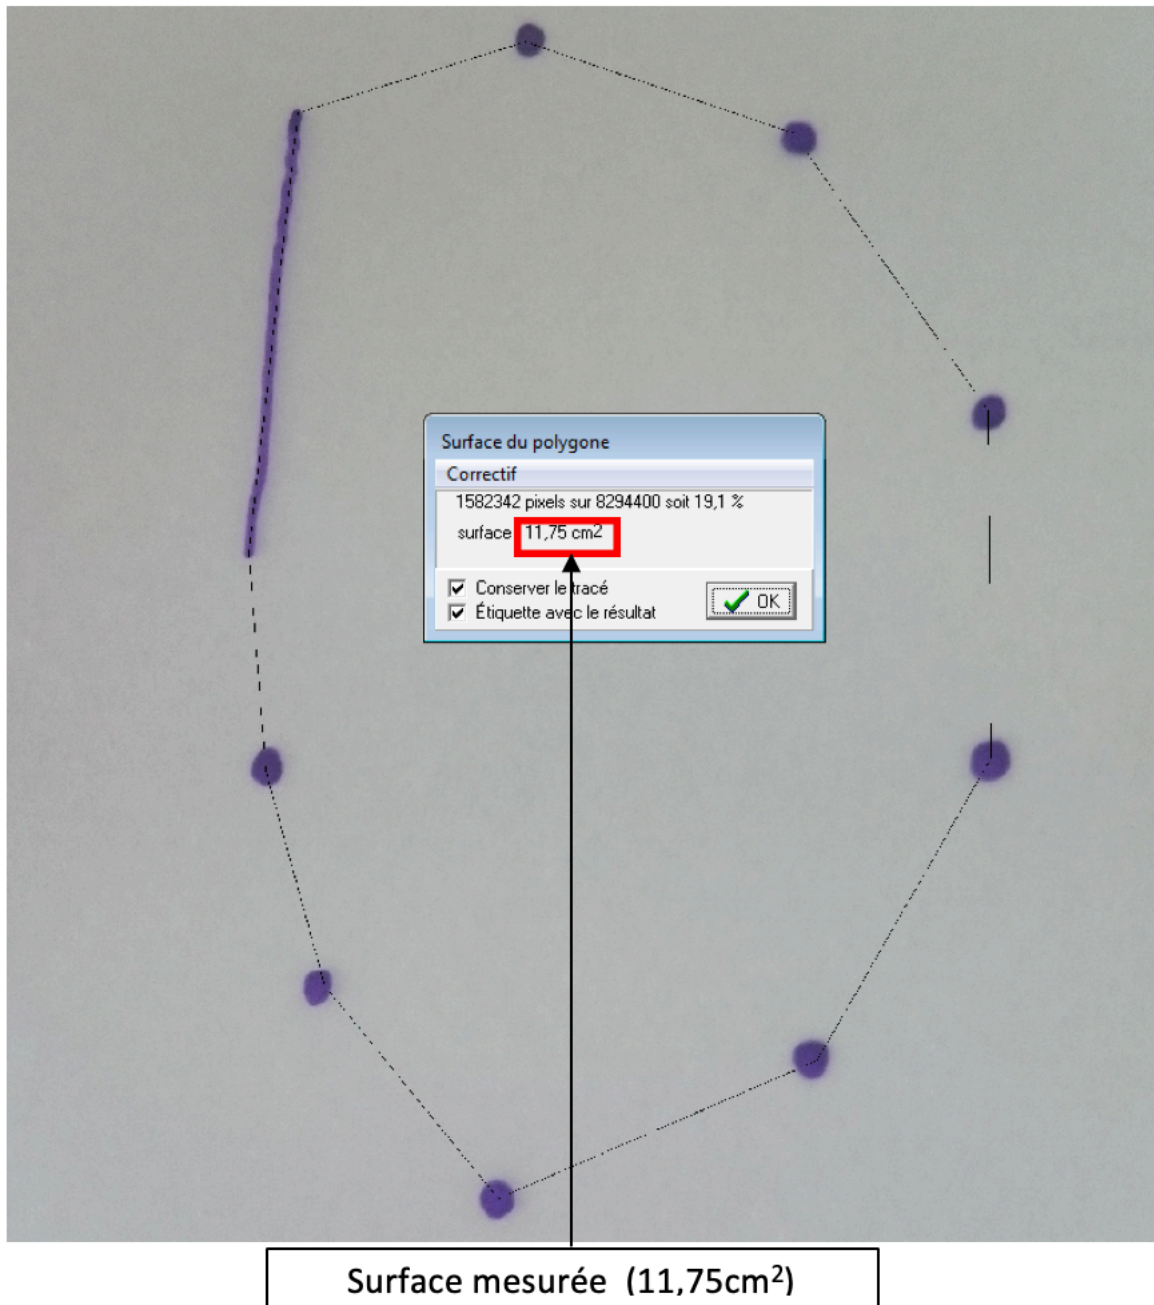 Surface du polygone
Correctif
1582342 pixels sur 8294400 soit 19,1 %
surface 11,75 cm2
Conserver le tracé
Étiquette avec le résultat
OK
Surface mesurée (11,75cm²)